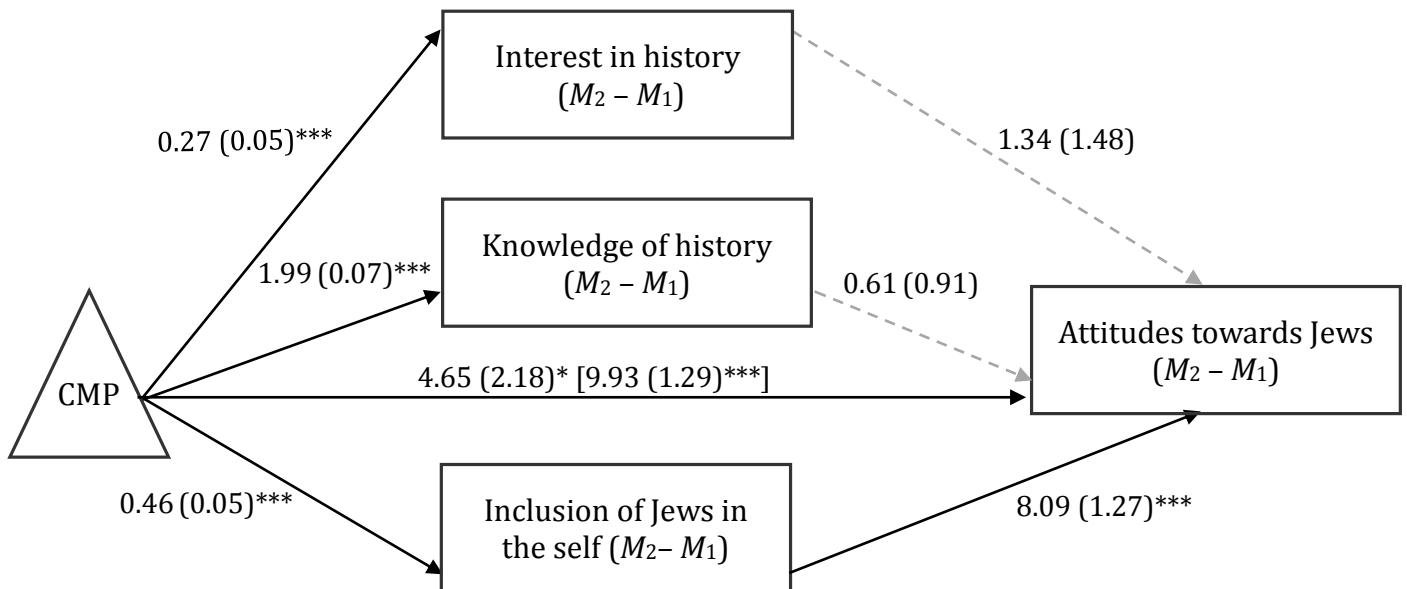 Interest in history
(M2 – M1)
0.27 (0.05)***
1.34 (1.48)
Knowledge of history
(M2 – M1)
1.99 (0.07)***
0.61 (0.91)
Attitudes towards Jews
(M2 – M1)
CMP
4.65 (2.18)* [9.93 (1.29)***]
0.46 (0.05)***
Inclusion of Jews in
the self (M2– M1)
8.09 (1.27)***